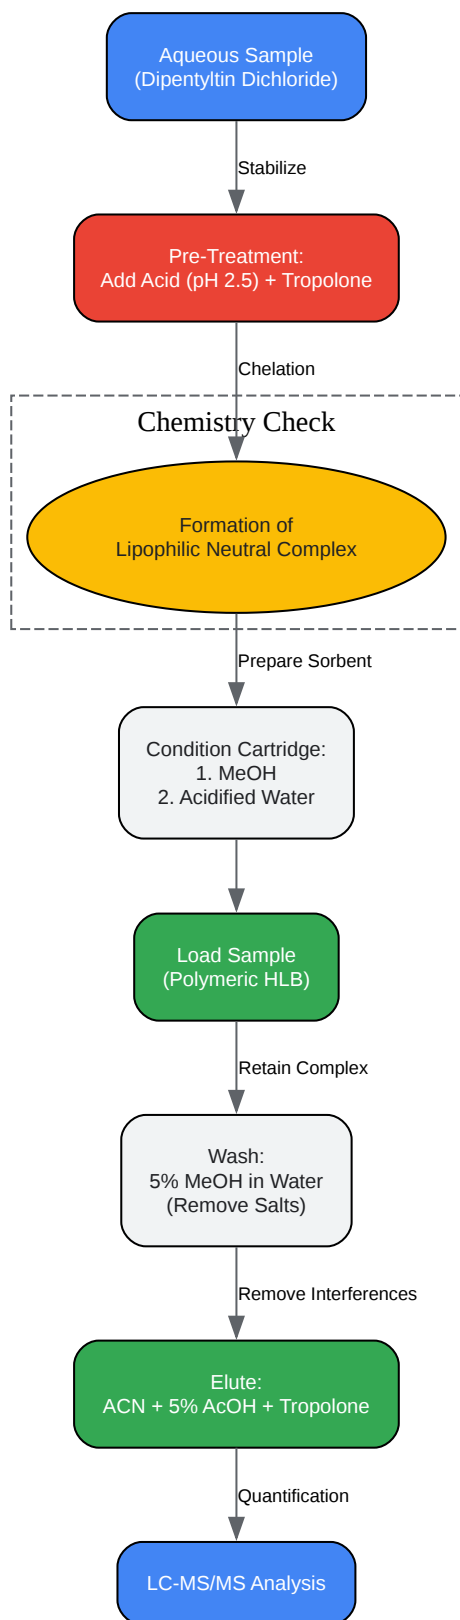 Aqueous Sample
(Dipentyltin Dichloride)
Stabilize
Pre-Treatment:
Add Acid (pH 2.5) + Tropolone
Chelation
Chemistry Check
Formation of
Lipophilic Neutral Complex
Prepare Sorbent
Condition Cartridge:
1. MeOH
2. Acidified Water
Load Sample
(Polymeric HLB)
Retain Complex
Wash:
5% MeOH in Water
(Remove Salts)
Remove Interferences
Elute:
ACN + 5% AcOH + Tropolone
Quantification
LC-MS/MS Analysis